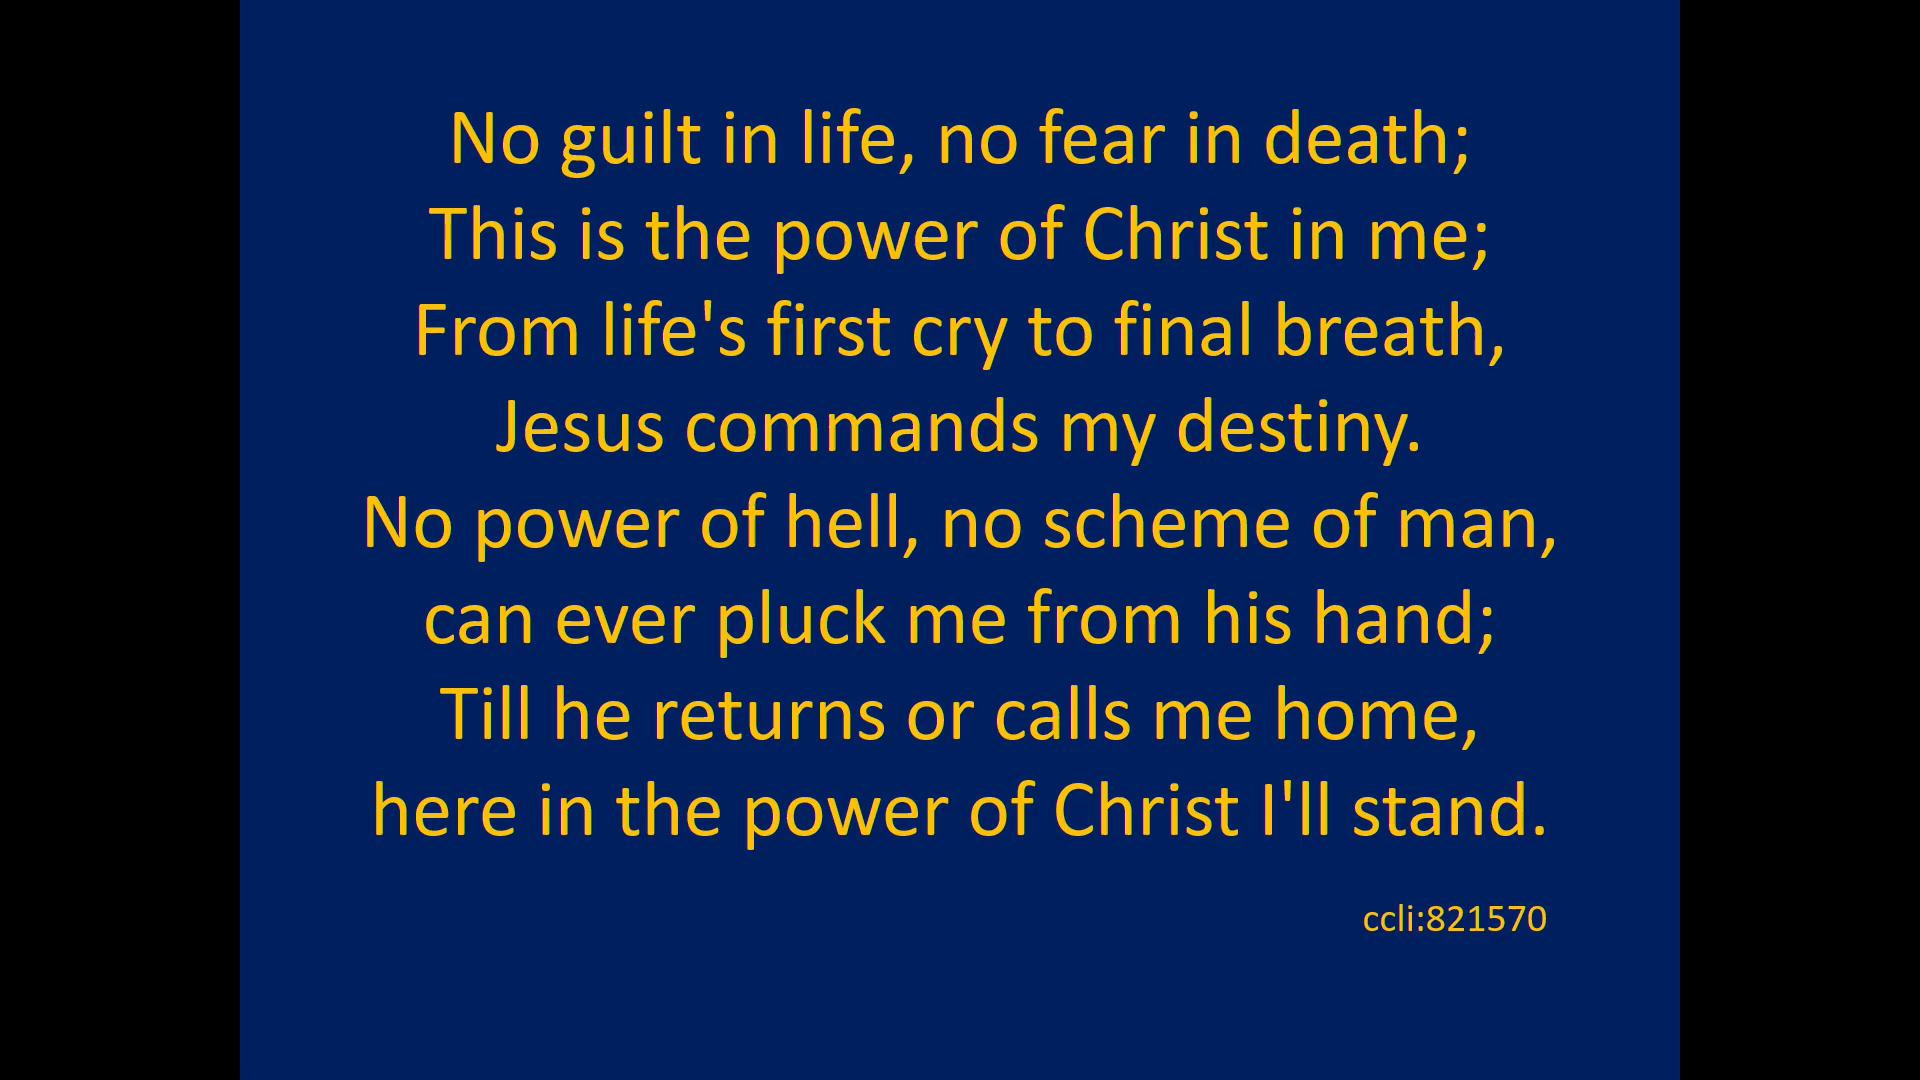 No guilt in life, no fear in death;
This is the power of Christ in me;
From life's first cry to final breath,
Jesus commands my destiny.
No power of hell, no scheme of man,
can ever pluck me from his hand;
Till he returns or calls me home,
here in the power of Christ I'll stand.
ccli:821570